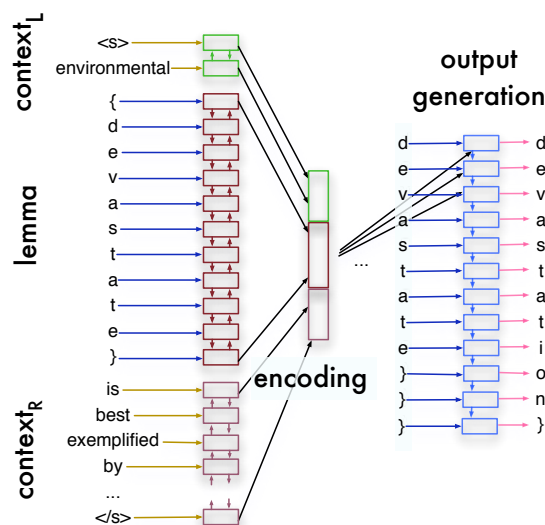 context_L
<s>
environmental
lemma
{
d
e
v
a
s
t
a
t
e
}
context_R
is
best
exemplified
by
...
</s>
encoding
...
output
generation
d d
e e
v v
a a
s s
t t
a a
t t
e i
} o
} n
} }